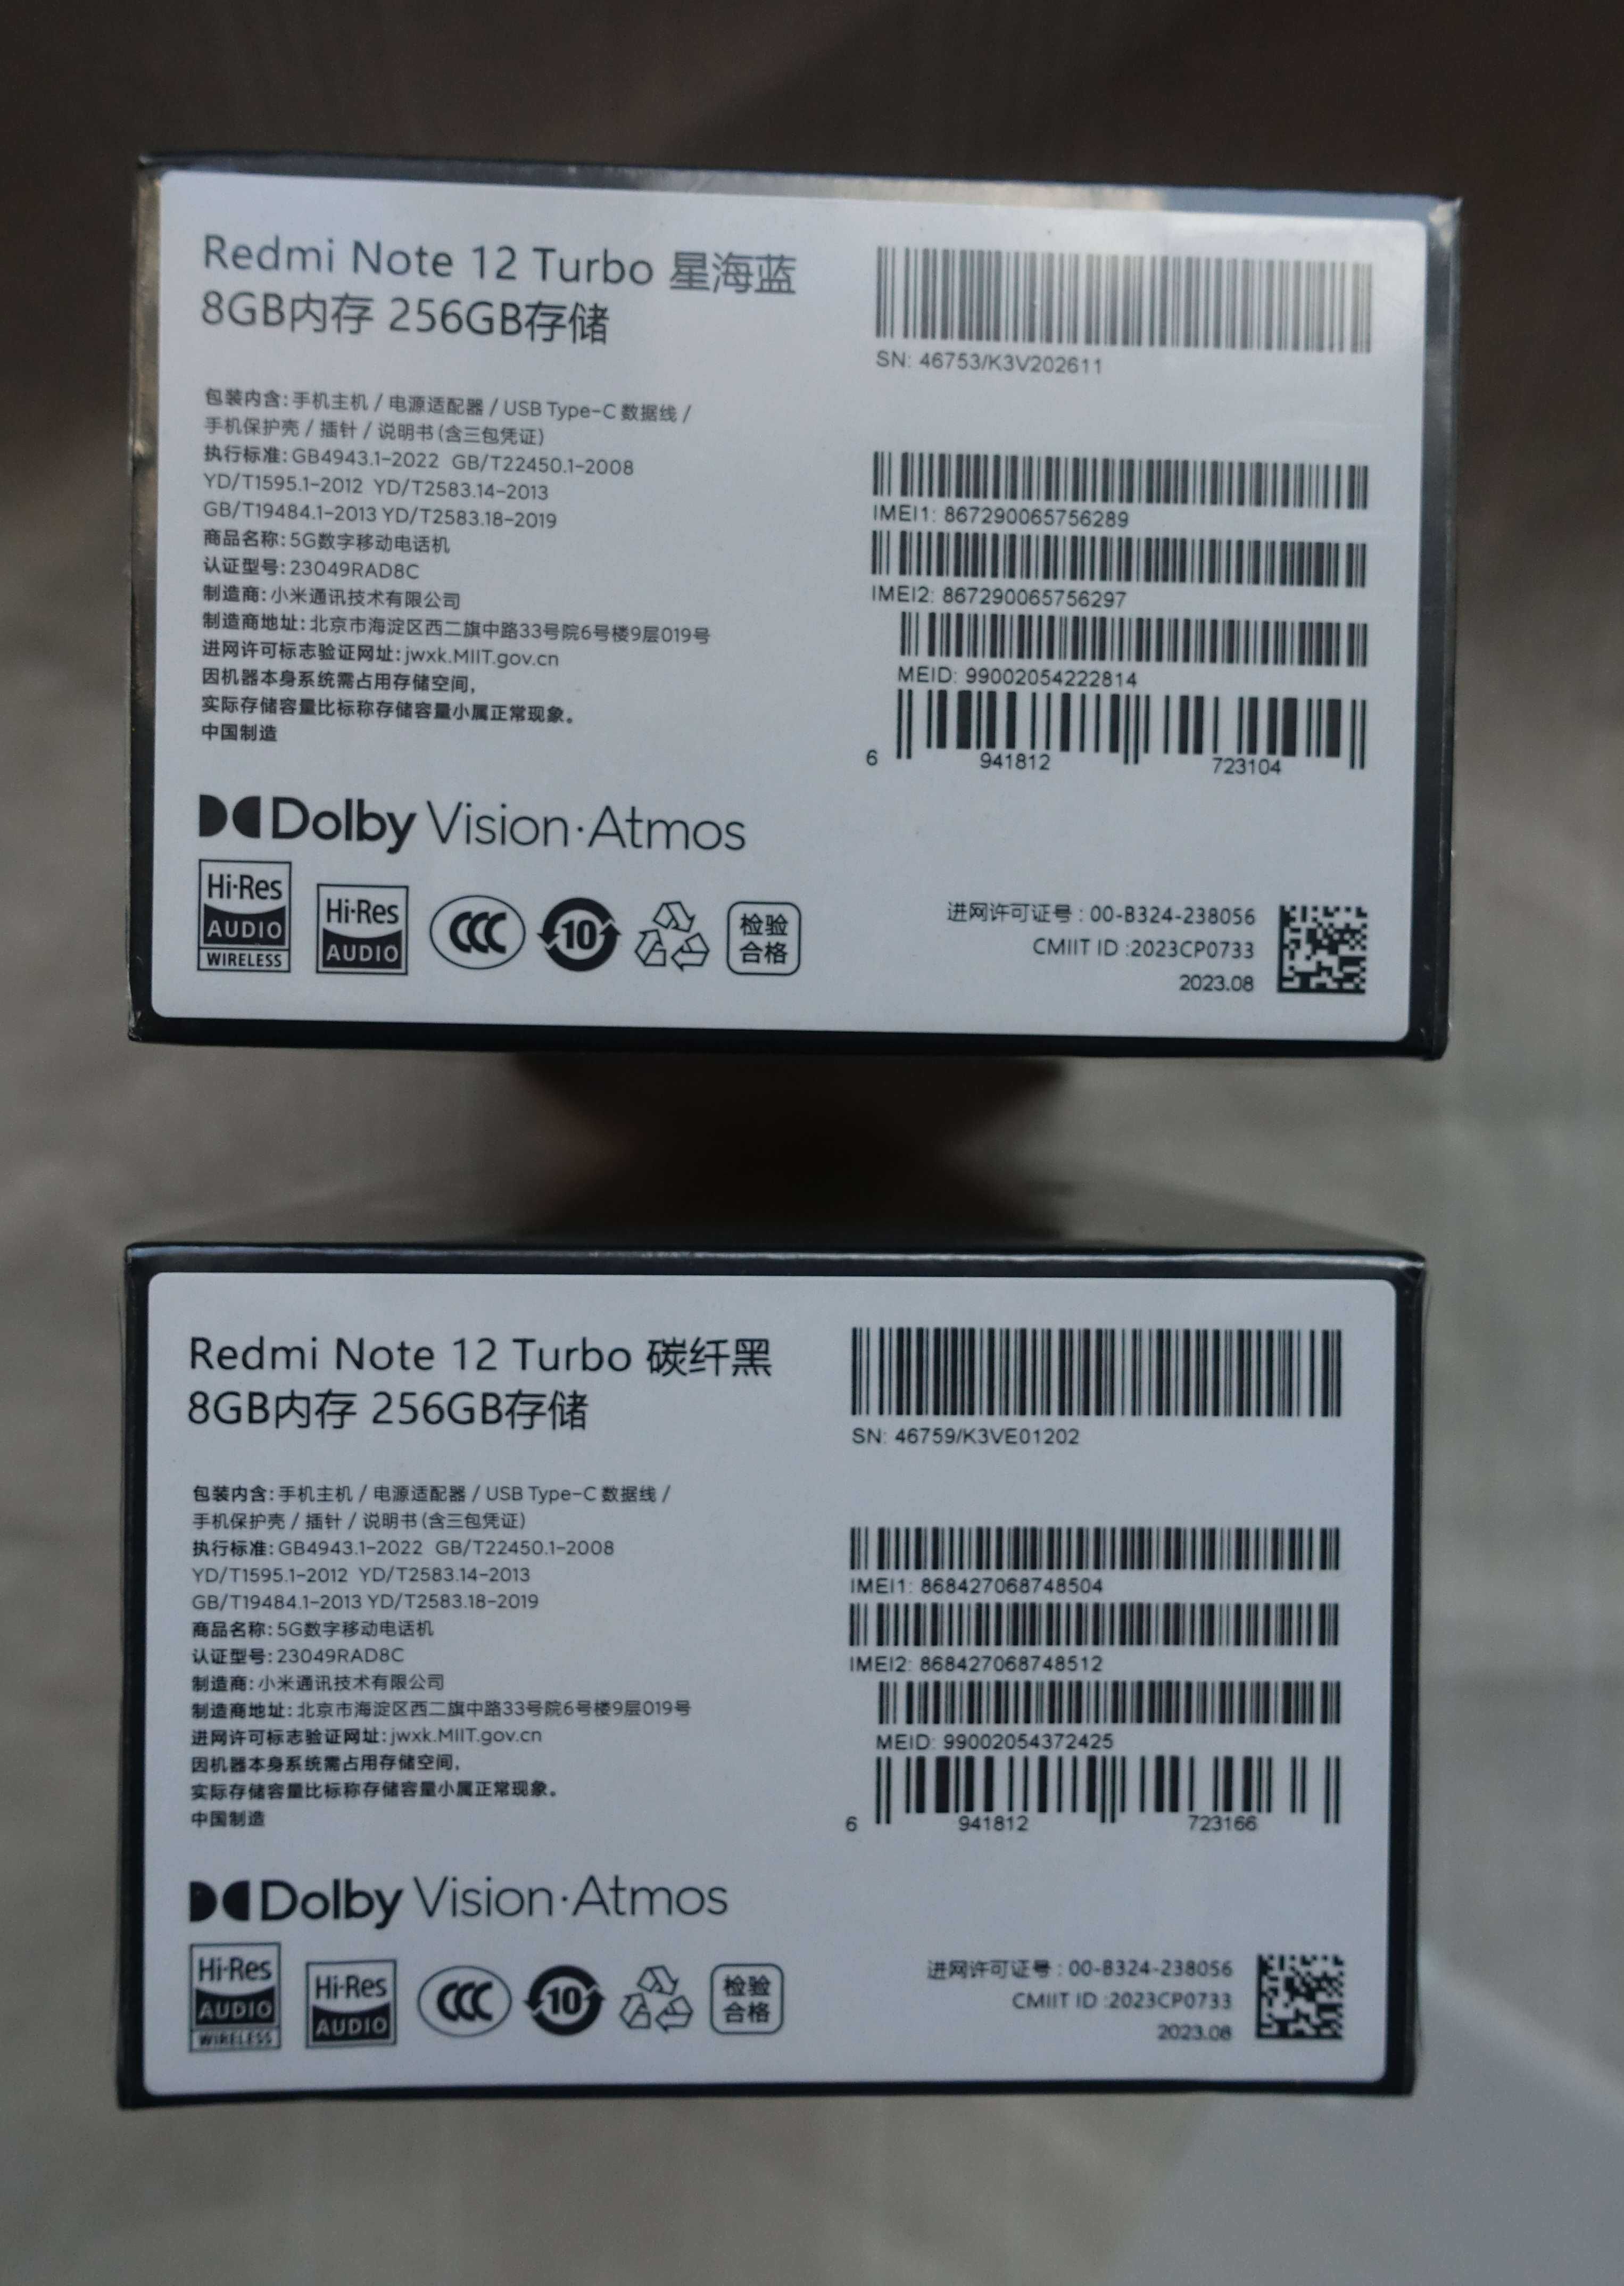 Redmi Note 12 Turbo 星海蓝
8GB内存 256GB存储
包装内含:手机主机 / 电源适配器 / USB Type-C 数据线 /
手机保护壳 / 插针 / 说明书(含三包凭证)
执行标准:GB4943.1-2022 GB/T22450.1-2008
YD/T1595.1-2012 YD/T2583.14-2013
GB/T19484.1-2013 YD/T2583.18-2019
商品名称:5G数字移动电话机
认证型号:23049RAD8C
制造商:小米通讯技术有限公司
制造商地址:北京市海淀区西二旗中路33号院6号楼9层019号
进网许可标志验证网址:jwxk.MIIT.gov.cn
因机器本身系统需占用存储空间,
实际存储容量比标称存储容量小属正常现象。
中国制造
Dolby Vision·Atmos
Hi-Res
AUDIO
WIRELESS
Hi-Res
AUDIO
CCC
10
检验
合格
SN: 46753/K3V202611
IMEI1: 867290065756289
IMEI2: 867290065756297
MEID: 99002054222814
6 941812 723104
进网许可证号:00-B324-238056
CMIIT ID :2023CP0733
2023.08
Redmi Note 12 Turbo 碳纤黑
8GB内存 256GB存储
包装内含:手机主机 / 电源适配器 / USB Type-C 数据线 /
手机保护壳 / 插针 / 说明书(含三包凭证)
执行标准:GB4943.1-2022 GB/T22450.1-2008
YD/T1595.1-2012 YD/T2583.14-2013
GB/T19484.1-2013 YD/T2583.18-2019
商品名称:5G数字移动电话机
认证型号:23049RAD8C
制造商:小米通讯技术有限公司
制造商地址:北京市海淀区西二旗中路33号院6号楼9层019号
进网许可标志验证网址:jwxk.MIIT.gov.cn
因机器本身系统需占用存储空间,
实际存储容量比标称存储容量小属正常现象。
中国制造
Dolby Vision·Atmos
Hi-Res
AUDIO
WIRELESS
Hi-Res
AUDIO
CCC
10
检验
合格
SN: 46759/K3VE01202
IMEI1: 868427068748504
IMEI2: 868427068748512
MEID: 99002054372425
6 941812 723166
进网许可证号:00-B324-238056
CMIIT ID :2023CP0733
2023.08